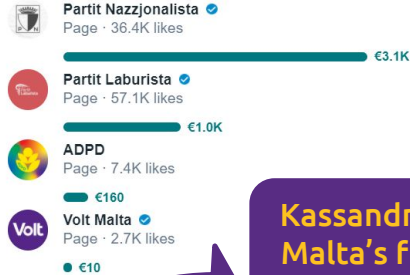 Partit Nazzjonalista
Page · 36.4K likes
€3.1K
Partit Laburista
Page · 57.1K likes
€1.0K
ADPD
Page · 7.4K likes
€160
Volt
Volt Malta
Page · 2.7K likes
€10
Kassandr
Malta's f